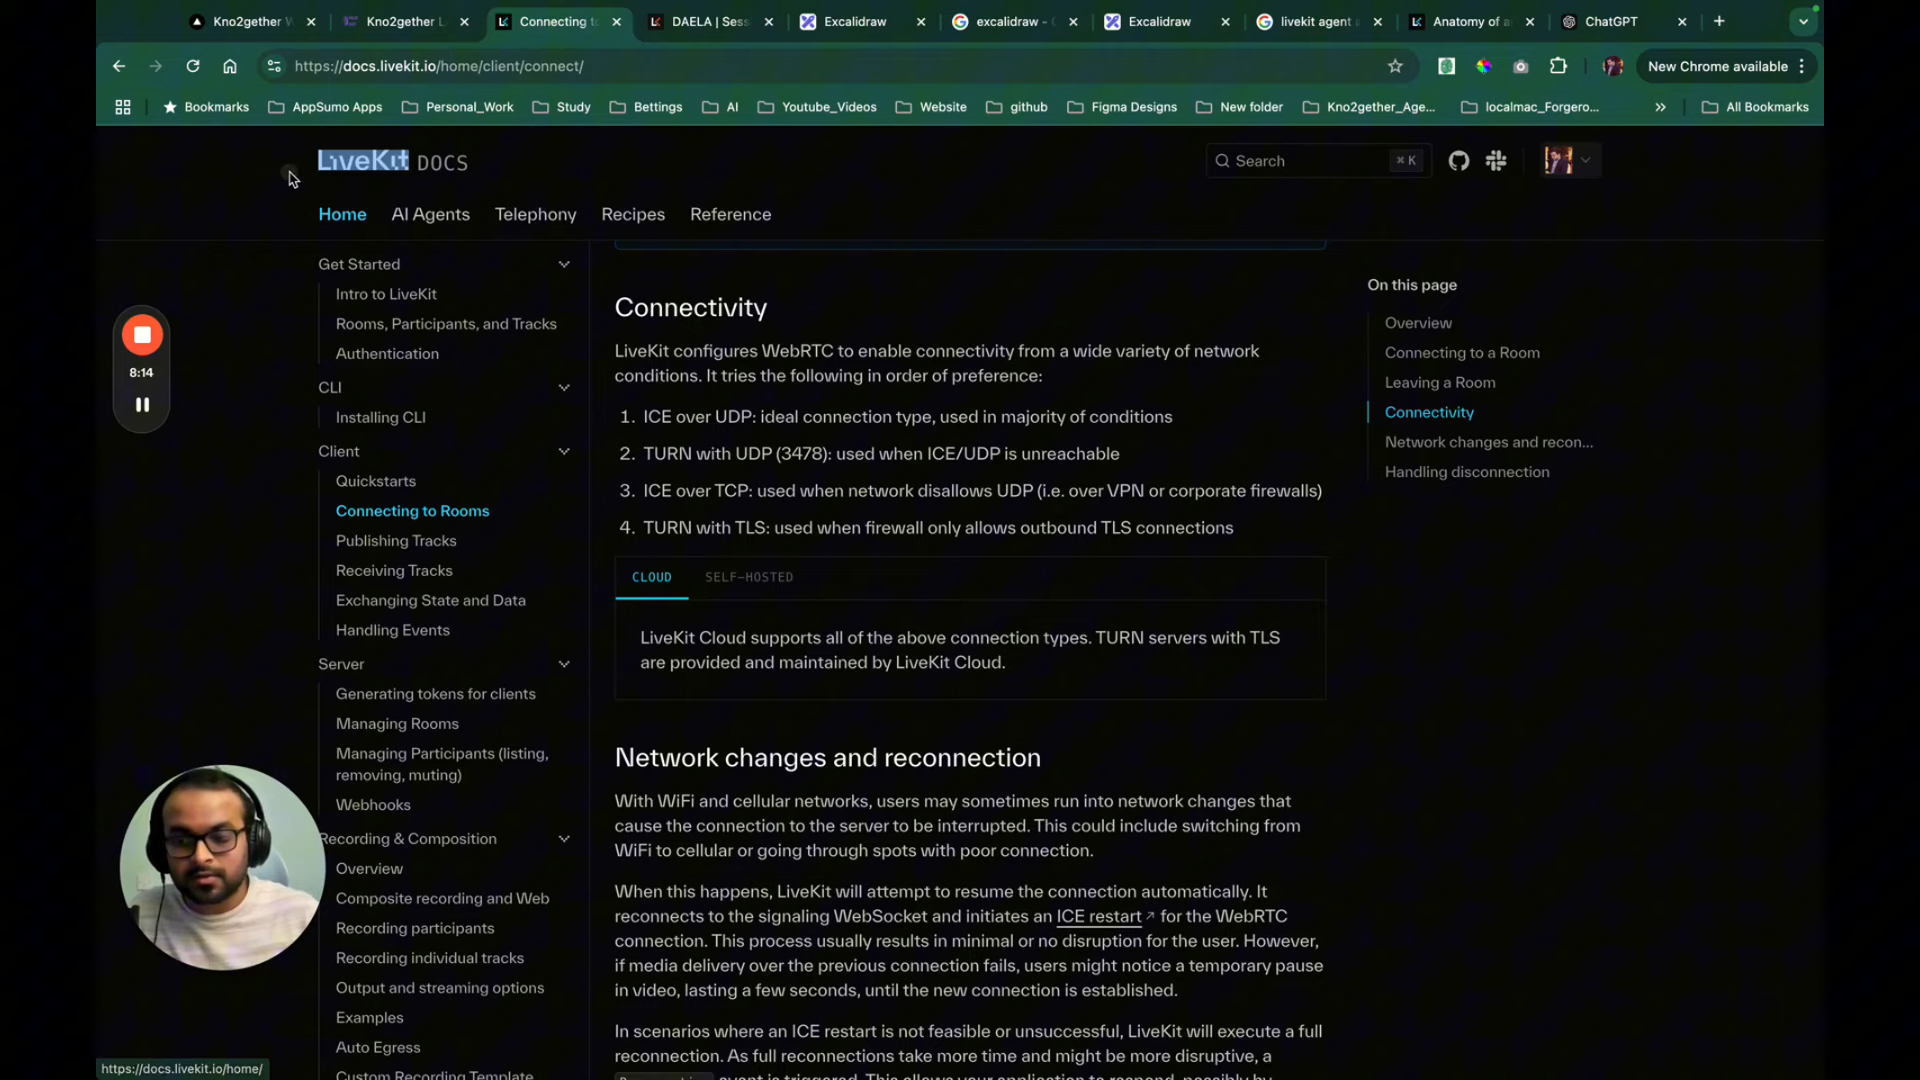 Kno2gether W
Kno2gether L
Connecting to
DAELA | Sess
Excalidraw
excalidraw - G
Excalidraw
livekit agent a
Anatomy of a
ChatGPT
https://docs.livekit.io/home/client/connect/
New Chrome available
Bookmarks
AppSumo Apps
Personal_Work
Study
Bettings
AI
Youtube_Videos
Website
github
Figma Designs
New folder
Kno2gether_Age...
localmac_Forgero...
All Bookmarks
LiveKit DOCS
Search
⌘ K
Home
AI Agents
Telephony
Recipes
Reference
Get Started
Intro to LiveKit
Rooms, Participants, and Tracks
Authentication
CLI
Installing CLI
Client
Quickstarts
Connecting to Rooms
Publishing Tracks
Receiving Tracks
Exchanging State and Data
Handling Events
Server
Generating tokens for clients
Managing Rooms
Managing Participants (listing,
removing, muting)
Webhooks
Recording & Composition
Overview
Composite recording and Web
Recording participants
Recording individual tracks
Output and streaming options
Examples
Auto Egress
Custom Recording Template
8:14
Connectivity
LiveKit configures WebRTC to enable connectivity from a wide variety of network
conditions. It tries the following in order of preference:
1. ICE over UDP: ideal connection type, used in majority of conditions
2. TURN with UDP (3478): used when ICE/UDP is unreachable
3. ICE over TCP: used when network disallows UDP (i.e. over VPN or corporate firewalls)
4. TURN with TLS: used when firewall only allows outbound TLS connections
CLOUD
SELF-HOSTED
LiveKit Cloud supports all of the above connection types. TURN servers with TLS
are provided and maintained by LiveKit Cloud.
Network changes and reconnection
With WiFi and cellular networks, users may sometimes run into network changes that
cause the connection to the server to be interrupted. This could include switching from
WiFi to cellular or going through spots with poor connection.
When this happens, LiveKit will attempt to resume the connection automatically. It
reconnects to the signaling WebSocket and initiates an ICE restart ↗ for the WebRTC
connection. This process usually results in minimal or no disruption for the user. However,
if media delivery over the previous connection fails, users might notice a temporary pause
in video, lasting a few seconds, until the new connection is established.
In scenarios where an ICE restart is not feasible or unsuccessful, LiveKit will execute a full
reconnection. As full reconnections take more time and might be more disruptive, a
event is triggered. This allows your application to respond, possibly by
On this page
Overview
Connecting to a Room
Leaving a Room
Connectivity
Network changes and recon...
Handling disconnection
https://docs.livekit.io/home/